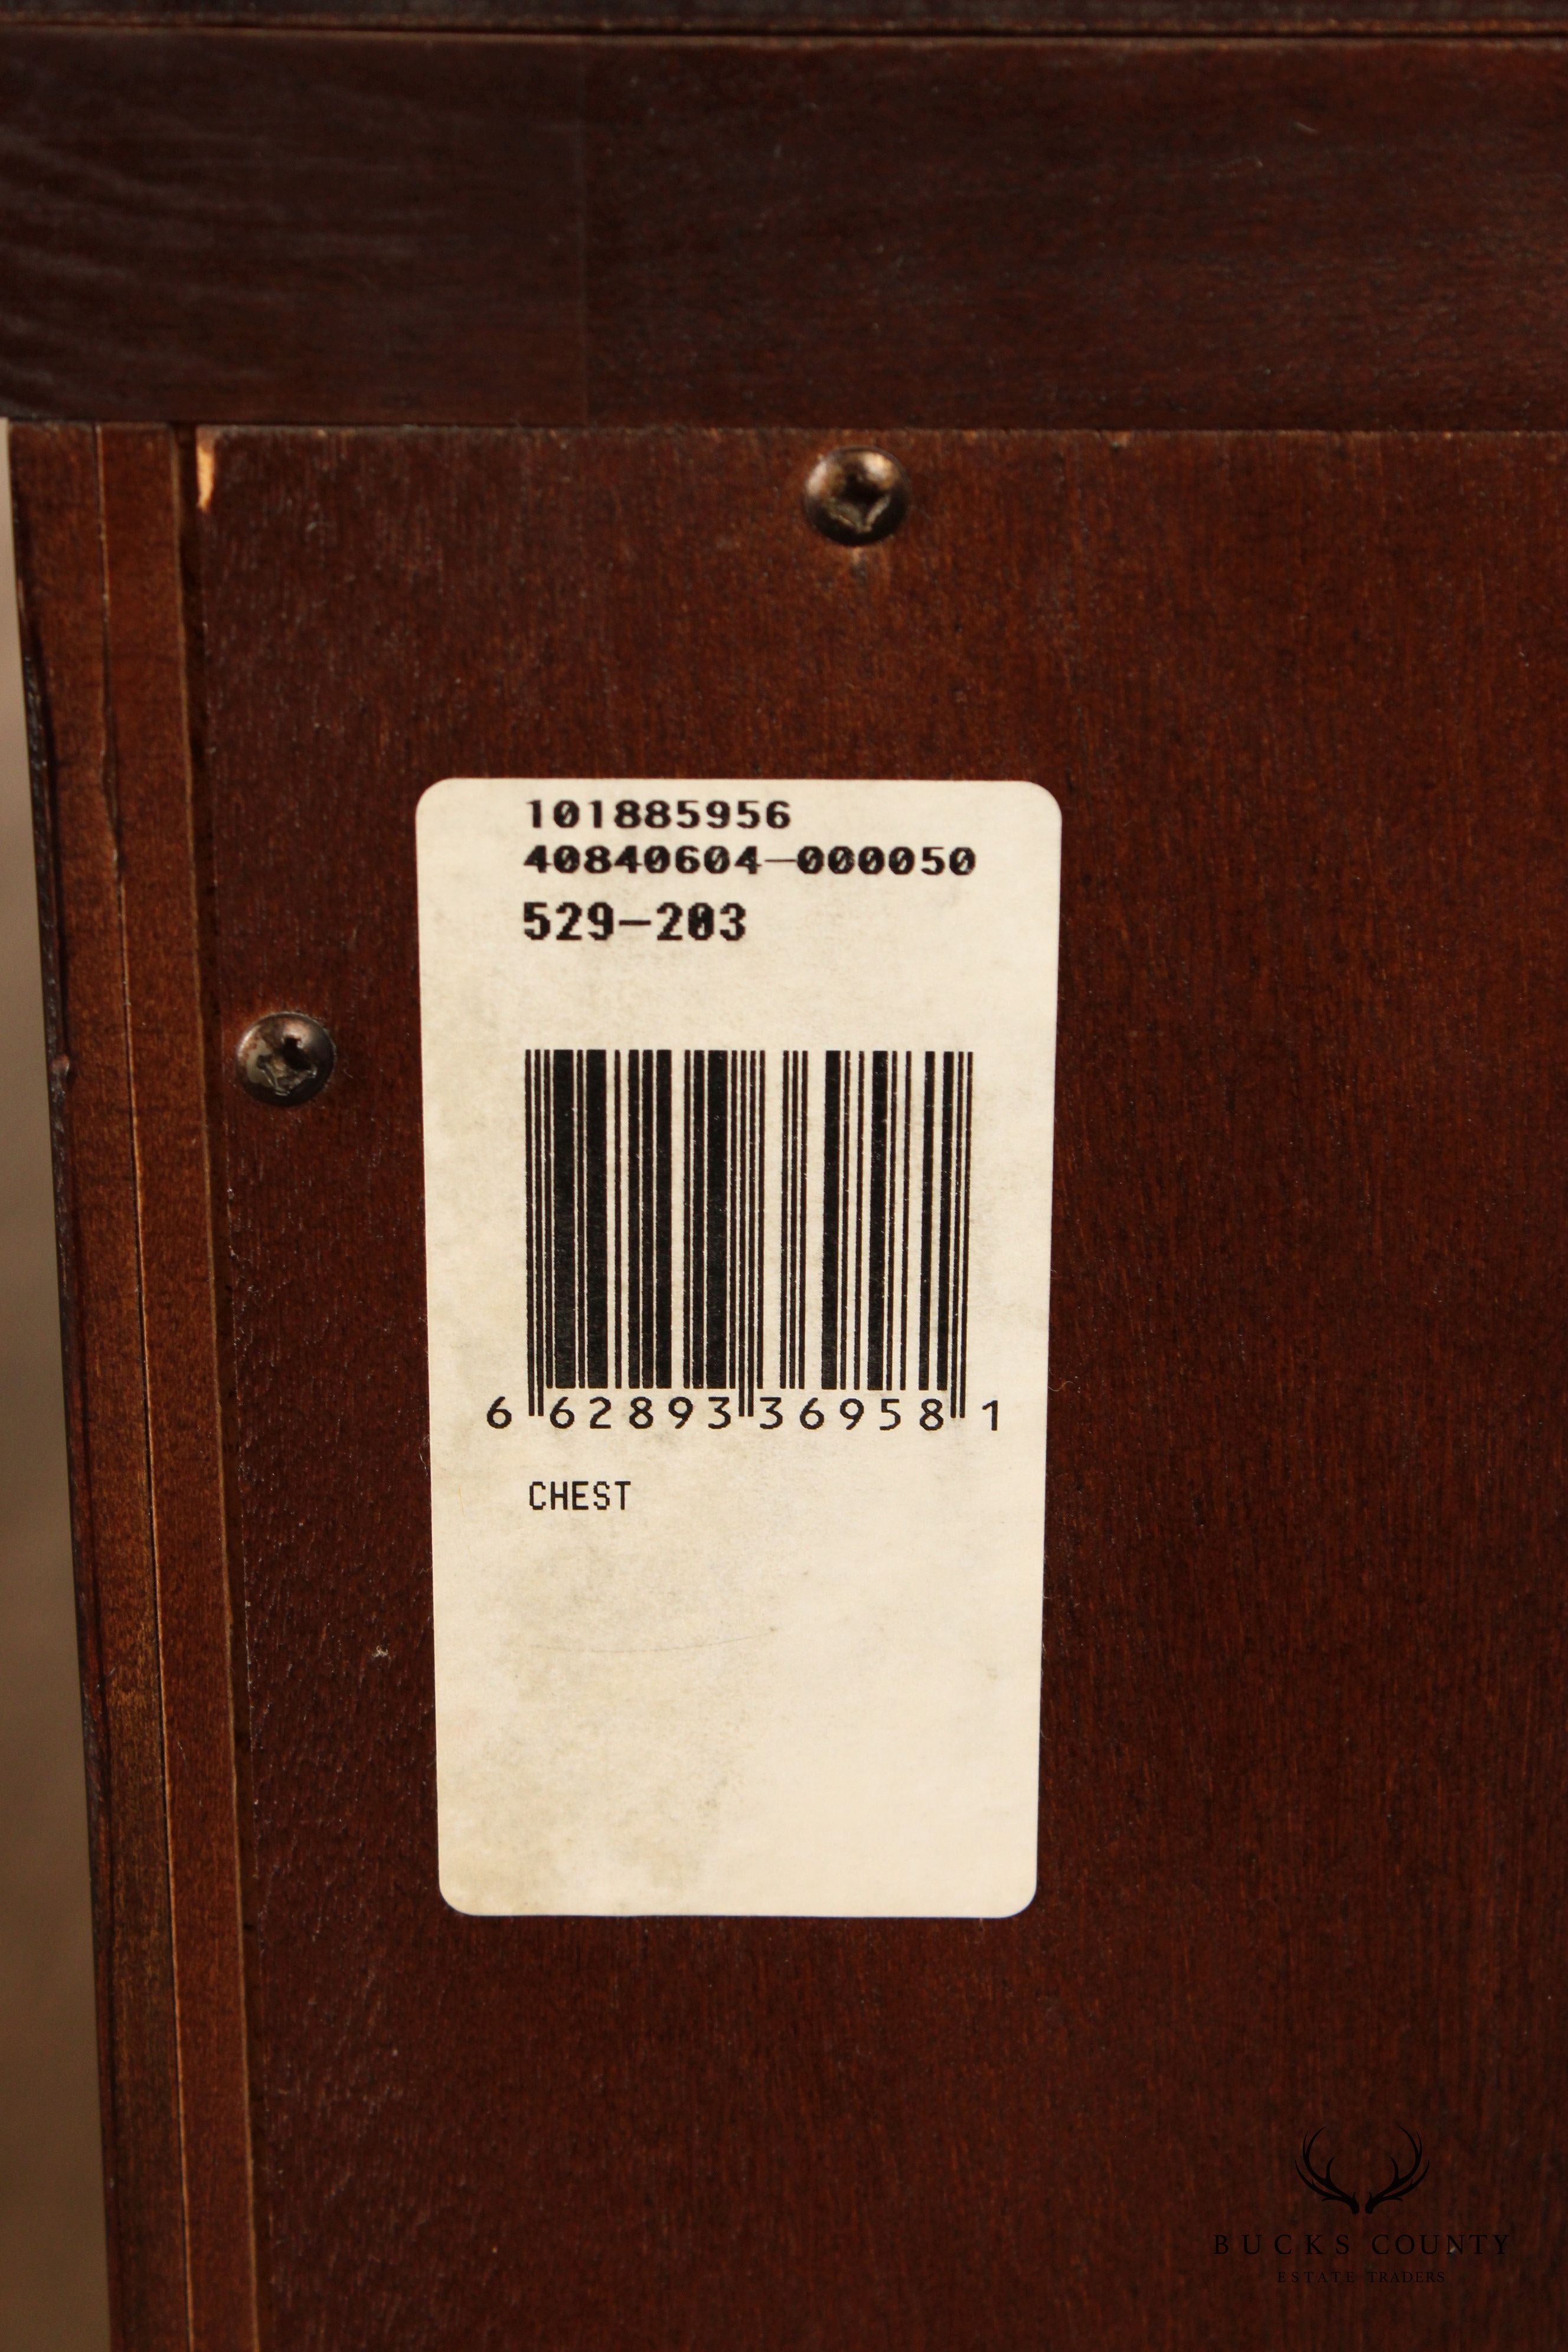 101885956
40840604-000050
529-203
6 62893 36958 1
CHEST
BUCKS COUNTY
ESTATE TRADERS